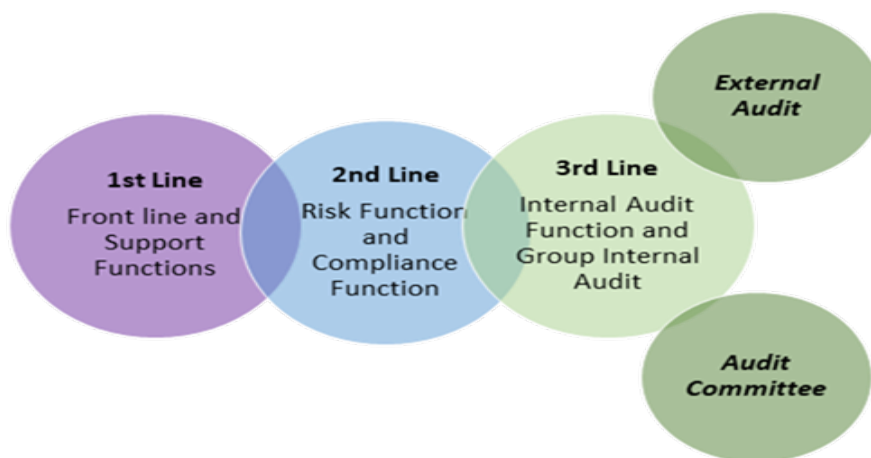 1st Line
Front line and
Support
Functions
2nd Line
Risk Function
and
Compliance
Function
3rd Line
Internal Audit
Function and
Group Internal
Audit
External
Audit
Audit
Committee